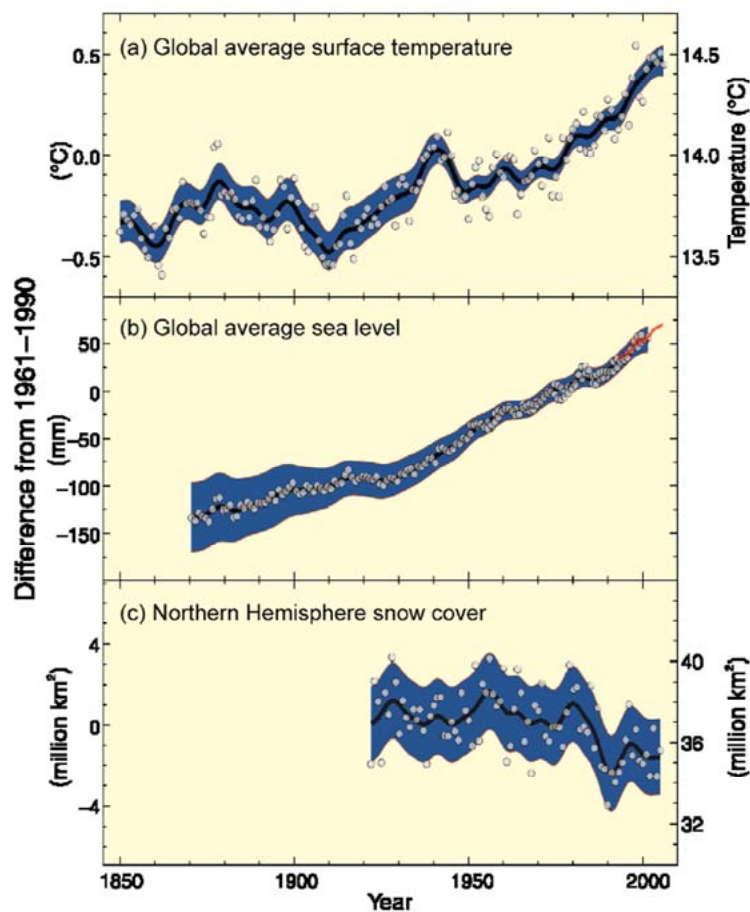 (a) Global average surface temperature
0.5
0.0
−0.5
(°C)
14.5
14.0
13.5
Temperature (°C)
Difference from 1961–1990
(b) Global average sea level
50
0
−50
−100
−150
(mm)
(c) Northern Hemisphere snow cover
4
0
−4
(million km²)
40
36
32
(million km²)
1850
1900
1950
2000
Year